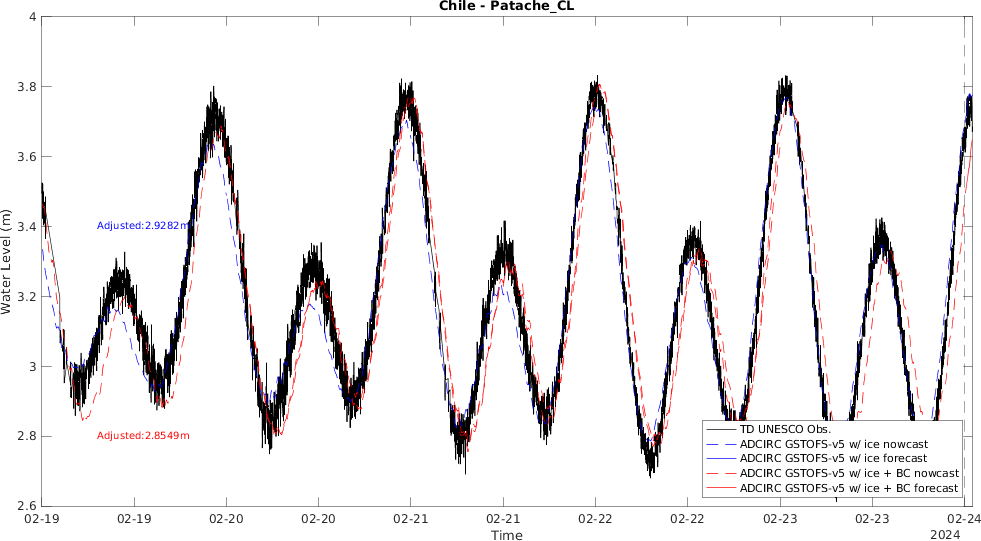 Chile - Patache_CL
4
3.8
3.6
3.4
3.2
3
2.8
2.6
Water Level (m)
Adjusted:2.9282m
Adjusted:2.8549m
TD UNESCO Obs.
ADCIRC GSTOFS-v5 w/ ice nowcast
ADCIRC GSTOFS-v5 w/ ice forecast
ADCIRC GSTOFS-v5 w/ ice + BC nowcast
ADCIRC GSTOFS-v5 w/ ice + BC forecast
02-19 02-19 02-20 02-20 02-21 02-21 02-22 02-22 02-23 02-23 02-24
Time
2024